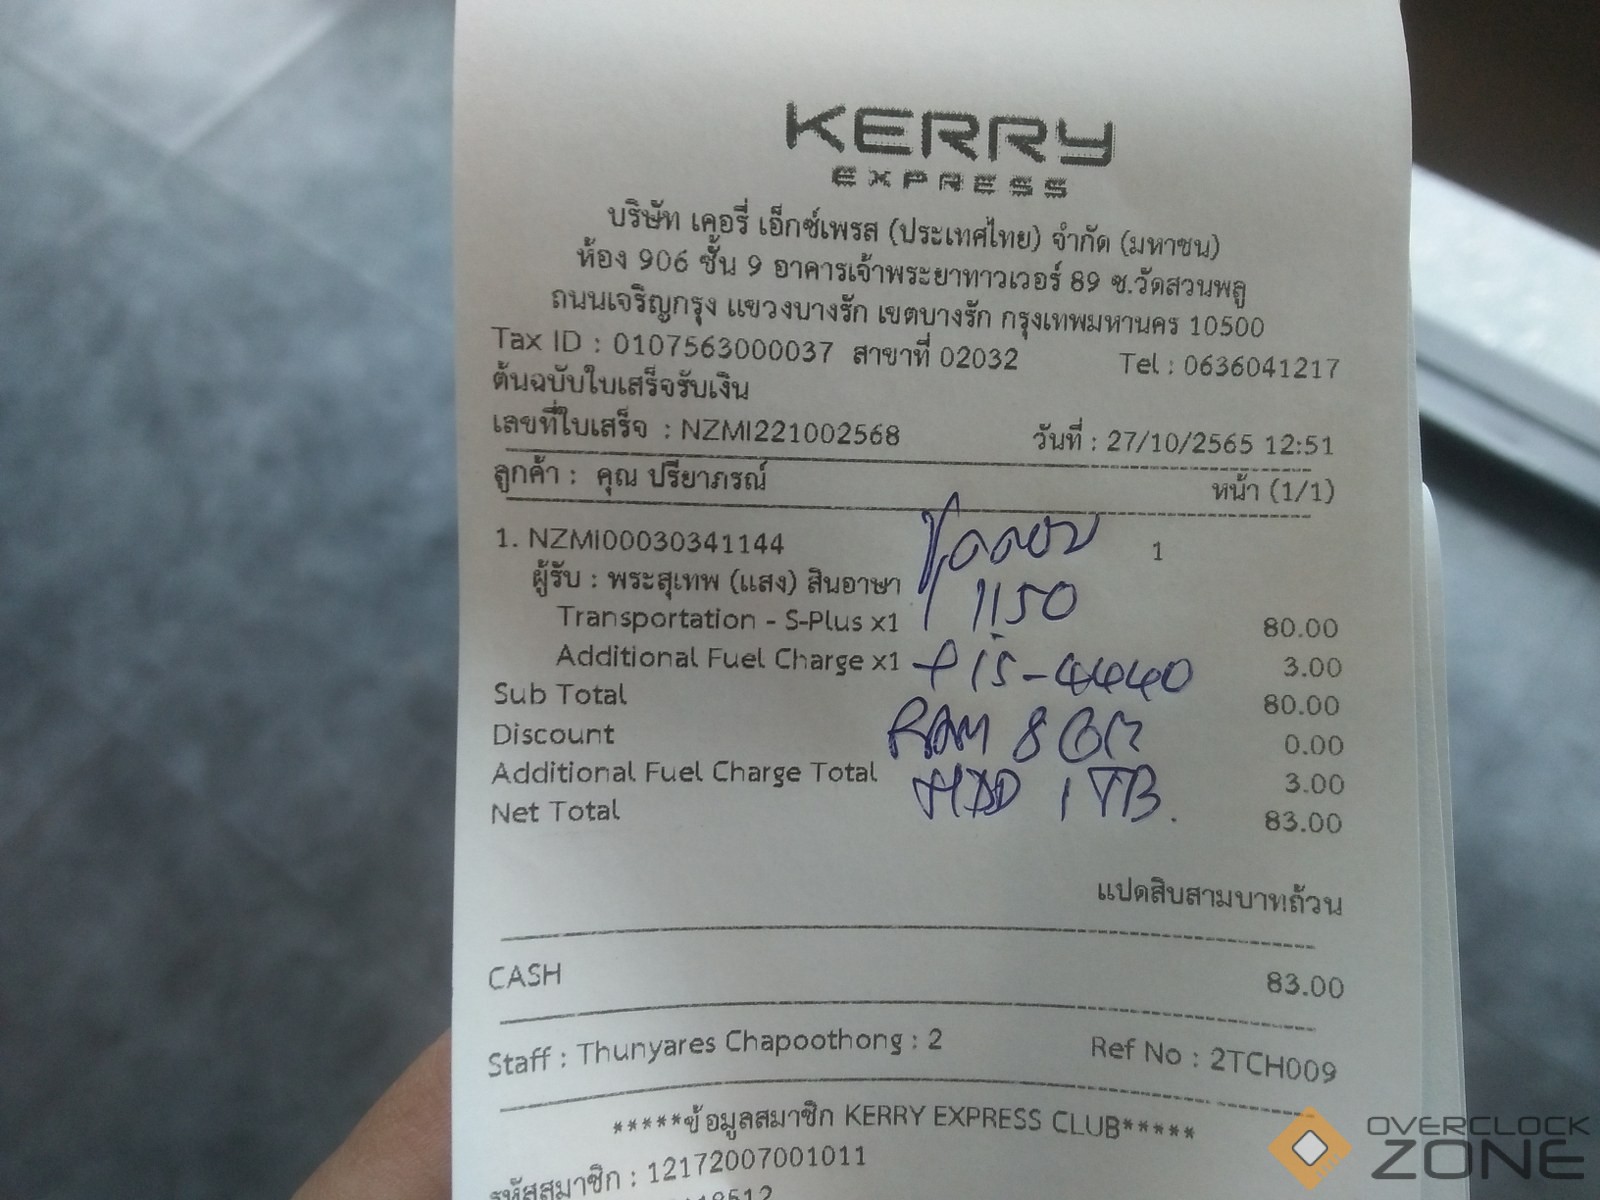 KERRY
EXPRESS
บริษัท เคอรี่ เอ็กซ์เพรส (ประเทศไทย) จำกัด (มหาชน)
ห้อง 906 ชั้น 9 อาคารเจ้าพระยาทาวเวอร์ 89 ซ.วัดสวนพลู
ถนนเจริญกรุง แขวงบางรัก เขตบางรัก กรุงเทพมหานคร 10500
Tax ID : 0107563000037 สาขาที่ 02032 Tel : 0636041217
ต้นฉบับใบเสร็จรับเงิน
เลขที่ใบเสร็จ : NZMI221002568 วันที่ : 27/10/2565 12:51
ลูกค้า : คุณ ปรียาภรณ์ หน้า (1/1)
1. NZMI00030341144 1
ผู้รับ : พระสุเทพ (แสง) สินอาษา 1150
Transportation - S-Plus x1 80.00
Additional Fuel Charge x1 + i5-4440 3.00
Sub Total 80.00
Discount RAM 8 GB 0.00
Additional Fuel Charge Total HDD 1 TB. 3.00
Net Total 83.00
แปดสิบสามบาทถ้วน
CASH 83.00
Staff : Thunyares Chapoothong : 2 Ref No : 2TCH009
*****ข้อมูลสมาชิก KERRY EXPRESS CLUB*****
รหัสสมาชิก : 12172007001011
OVERCLOCK
ZONE